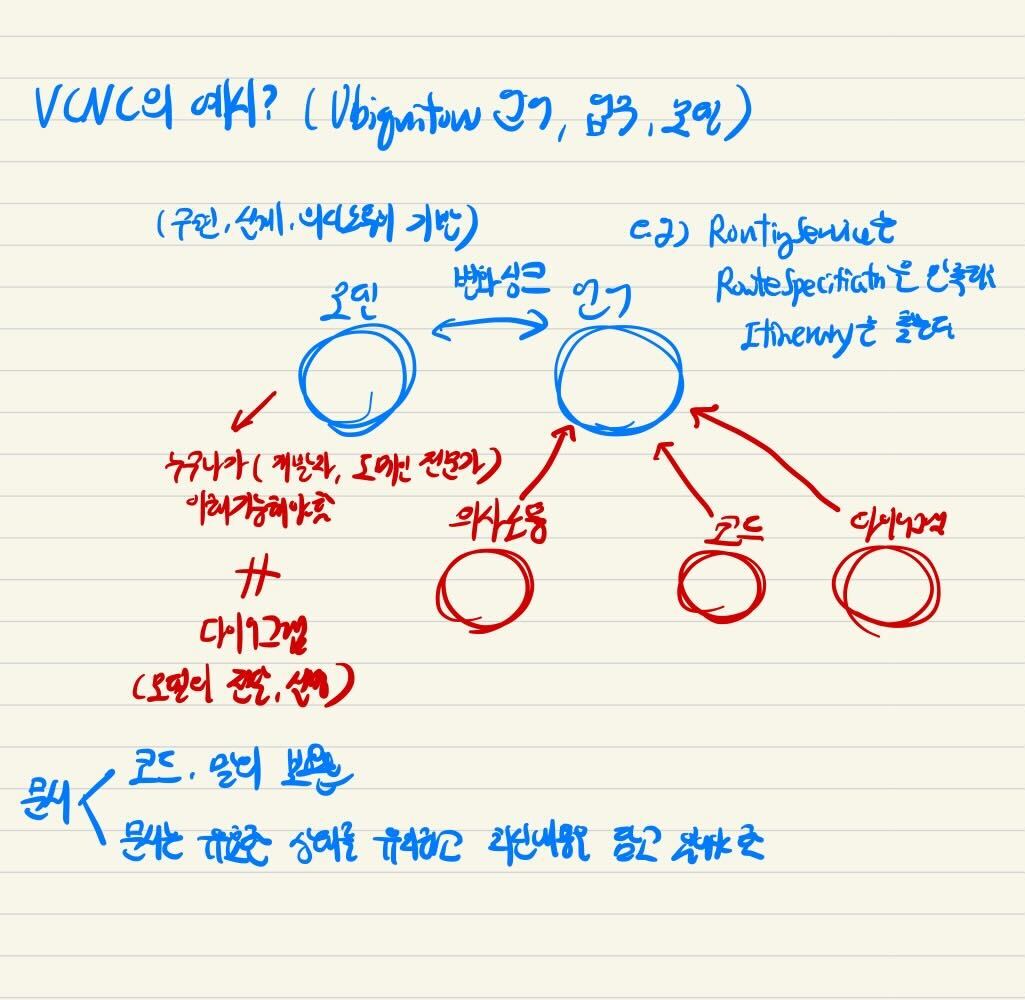 VCNC의 예시? (Ubiquitous 언어, 업무, 모델)
(구현, 설계, 의사소통의 기반)
e.g) RoutingService는
RouteSpecification은 만족하는
Itinerary를 찾는다
모델
변화 싱크
언어
누구나가 (개발자, 도메인 전문가)
이해가능해야함
의사소통
코드
다이어그램
//
다이어그램
(모델의 전달, 설명)
문서
코드, 말의 보완
문서는 유효한 상태를 유지하고 최신내용을 담고 있어야 함